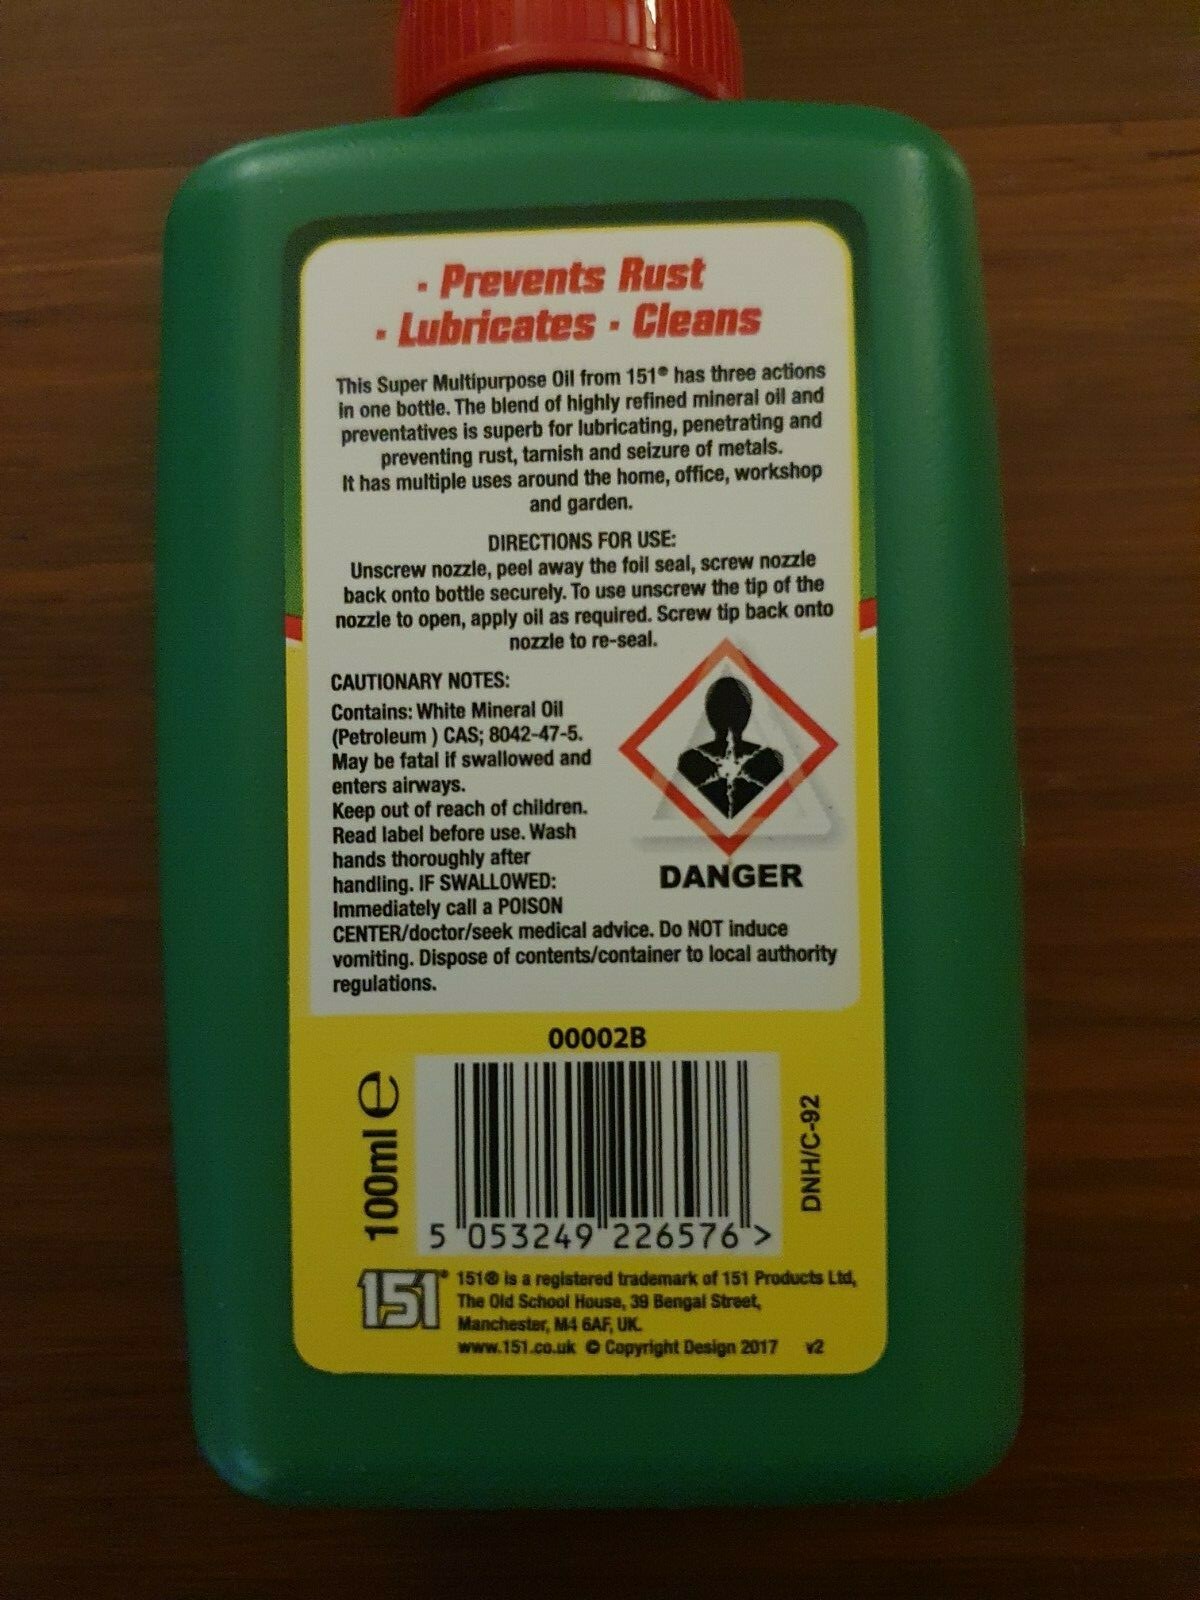 · Prevents Rust
· Lubricates · Cleans
This Super Multipurpose Oil from 151® has three actions
in one bottle. The blend of highly refined mineral oil and
preventatives is superb for lubricating, penetrating and
preventing rust, tarnish and seizure of metals.
It has multiple uses around the home, office, workshop
and garden.
DIRECTIONS FOR USE:
Unscrew nozzle, peel away the foil seal, screw nozzle
back onto bottle securely. To use unscrew the tip of the
nozzle to open, apply oil as required. Screw tip back onto
nozzle to re-seal.
CAUTIONARY NOTES:
Contains: White Mineral Oil
(Petroleum ) CAS; 8042-47-5.
May be fatal if swallowed and
enters airways.
Keep out of reach of children.
Read label before use. Wash
hands thoroughly after
handling. IF SWALLOWED:
Immediately call a POISON
CENTER/doctor/seek medical advice. Do NOT induce
vomiting. Dispose of contents/container to local authority
regulations.
DANGER
00002B
100ml e
5 053249 226576 >
DNH/C-92
151®
151® is a registered trademark of 151 Products Ltd,
The Old School House, 39 Bengal Street,
Manchester, M4 6AF, UK.
www.151.co.uk © Copyright Design 2017 v2